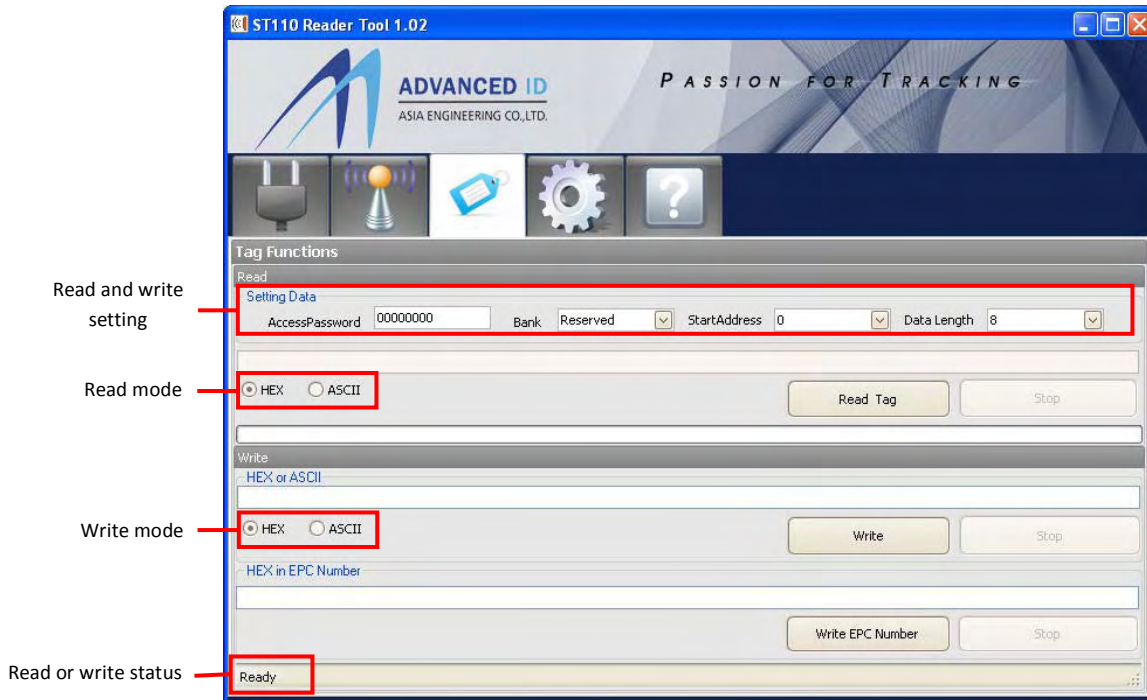 ST110 Reader Tool 1.02
ADVANCED ID
ASIA ENGINEERING CO.,LTD.
PASSION FOR TRACKING
Tag Functions
Read
Read and write setting
Setting Data
AccessPassword 00000000 Bank Reserved StartAddress 0 Data Length 8
Read mode
HEX ASCII Read Tag Stop
Write
HEX or ASCII
Write mode
HEX ASCII Write Stop
HEX in EPC Number
Write EPC Number Stop
Read or write status
Ready